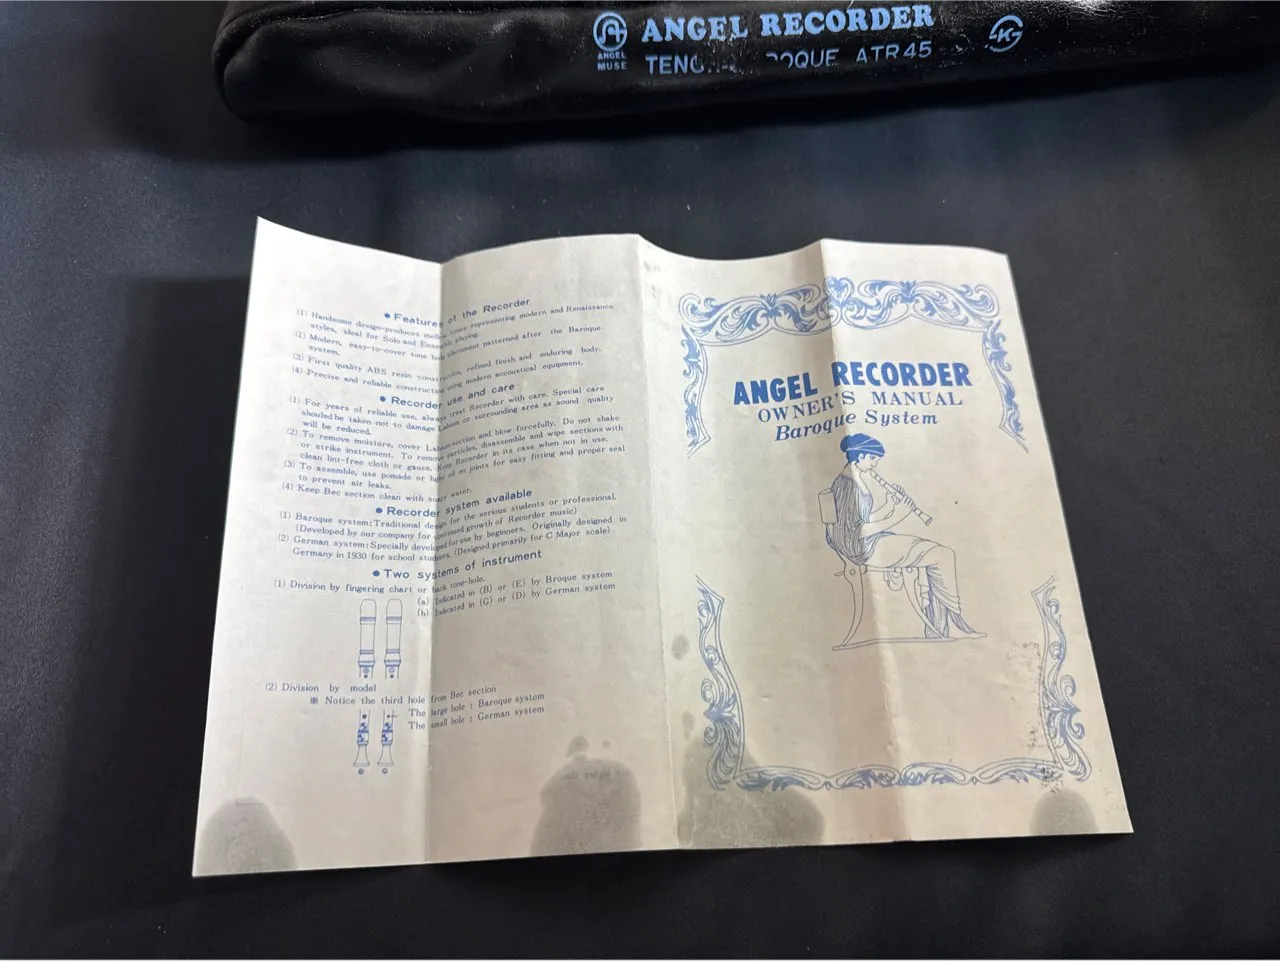 ANGEL RECORDER
ANGEL
MUSE
OQUE ATR45
● Features of the Recorder
(1) Handsome design-produces tones representing modern and Renaissance
styles, ideal for Solo and Ensemble playing.
(1) Modern, easy-to-cover tone hole placement patterned after the Baroque
system.
(3) First quality ABS resin construction, refined finish and enduring body.
(4) Precise and reliable construction using modern accoustical equipment.
● Recorder use and care
(1) For years of reliable use, always treat Recorder with care. Special care
shoulud be taken not to damage Labium or surrounding area as sound quality
will be reduced.
(2) To remove moisture, cover Labium section and blow forcefully. Do not shake
or strike instrument. To remove particles, disassemble and wipe sections with
clean lint-free cloth or gauze. Keep Recorder in its case when not in use.
(3) To assemble, use pomade or light oil on joints for easy fitting and proper seal
to prevent air leaks.
(4) Keep Bec section clean with soapy water.
● Recorder system available
(1) Baroque system: Traditional design for the serious students or professional.
(Developed by our company for continued growth of Recorder music)
(2) German system: Specially developed for use by beginners. Originally designed in
Germany in 1930 for school students. (Designed primarily for C Major scale)
● Two systems of instrument
(1) Division by fingering chart or back tone-hole.
(a) Indicated in (B) or (E) by Broque system
(b) Indicated in (G) or (D) by German system
(2) Division by model
※ Notice the third hole from Bec section
The large hole : Baroque system
The small hole : German system
ANGEL RECORDER
OWNER'S MANUAL
Baroque System